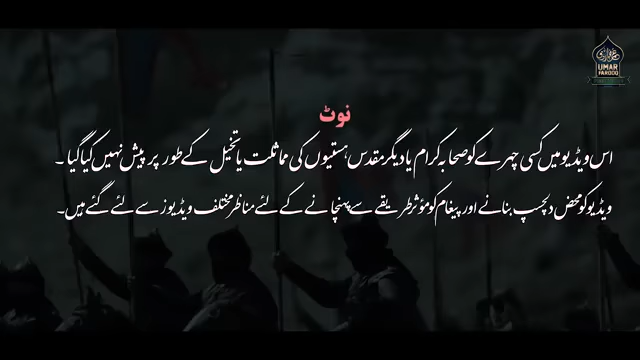 UMAR
FAROOQ
نوٹ
اس ویڈیو میں کسی چہرے کو صحابہ کرام یا دیگر مقدس ہستیوں کی مماثلت یا تخیل کے طور پر پیش نہیں کیا گیا ۔
ویڈیو کو محض دلچسپ بنانے اور پیغام کو مؤثر طریقے سے پہنچانے کے لئے مناظر مختلف ویڈیوز سے لئے گئے ہیں۔